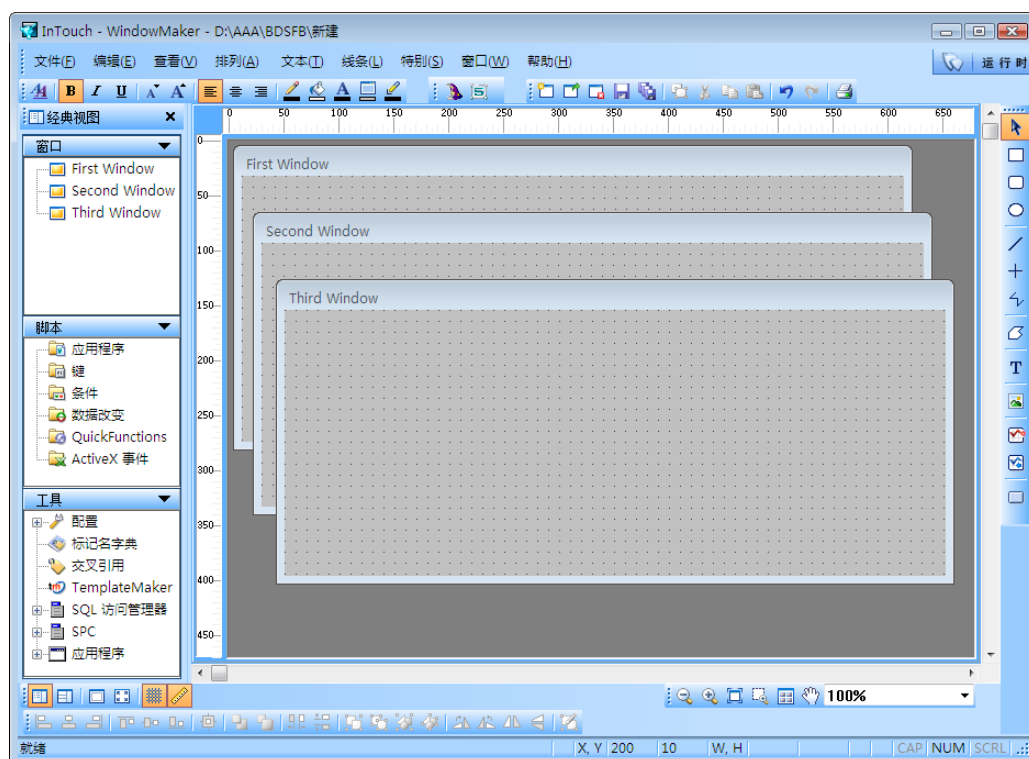 InTouch - WindowMaker - D:\AAA\BDSFB\新建
文件(F) 编辑(E) 查看(V) 排列(A) 文本(T) 线条(L) 特别(S) 窗口(W) 帮助(H) 运行时
B I U A A A
经典视图
0 50 100 150 200 250 300 350 400 450 500 550 600 650
窗口
First Window
Second Window
Third Window
脚本
应用程序
键
条件
数据改变
QuickFunctions
ActiveX 事件
工具
配置
标记名字典
交叉引用
TemplateMaker
SQL 访问管理器
SPC
应用程序
0
50
100
150
200
250
300
350
400
450
First Window
Second Window
Third Window
T
100%
就绪 X, Y 200 10 W, H CAP NUM SCRL